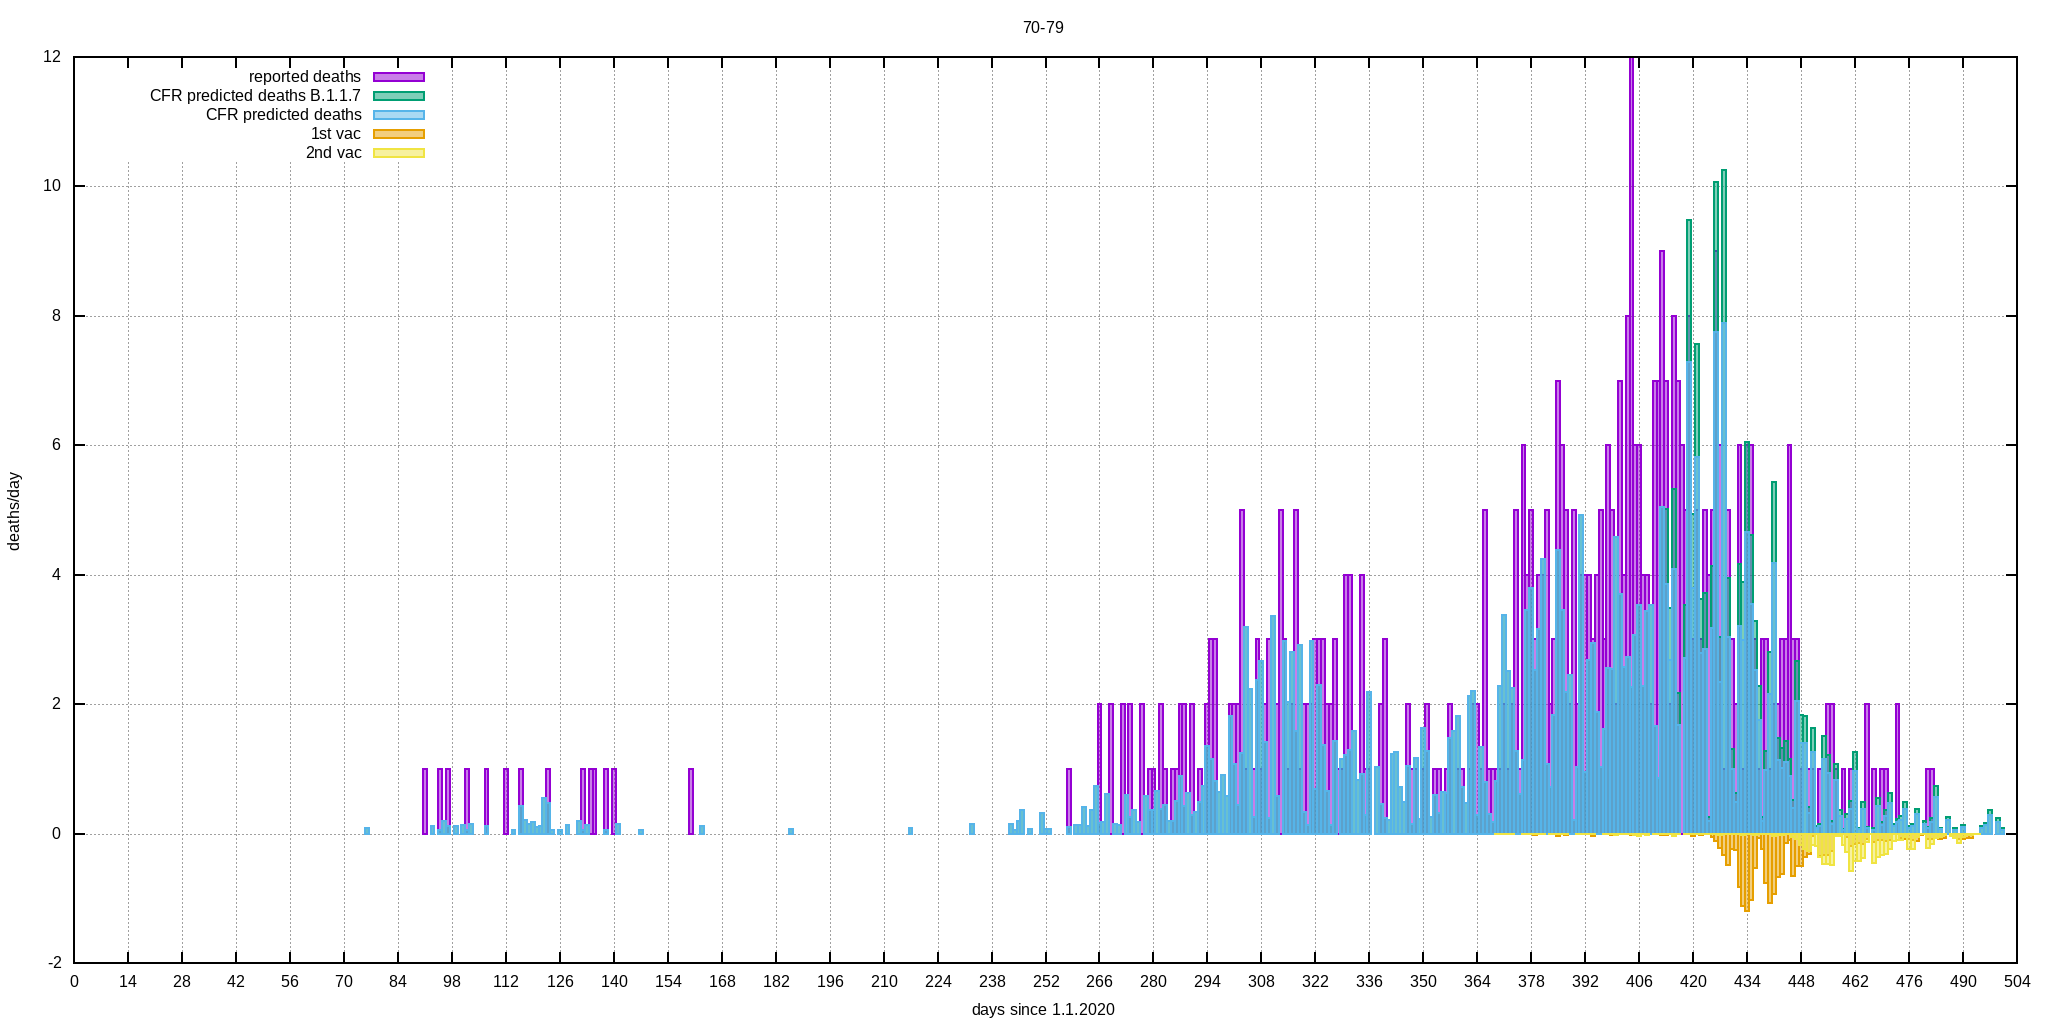 70-79
12
10
8
6
4
2
0
-2
deaths/day
reported deaths
CFR predicted deaths B.1.1.7
CFR predicted deaths
1st vac
2nd vac
0 14 28 42 56 70 84 98 112 126 140 154 168 182 196 210 224 238 252 266 280 294 308 322 336 350 364 378 392 406 420 434 448 462 476 490 504
days since 1.1.2020